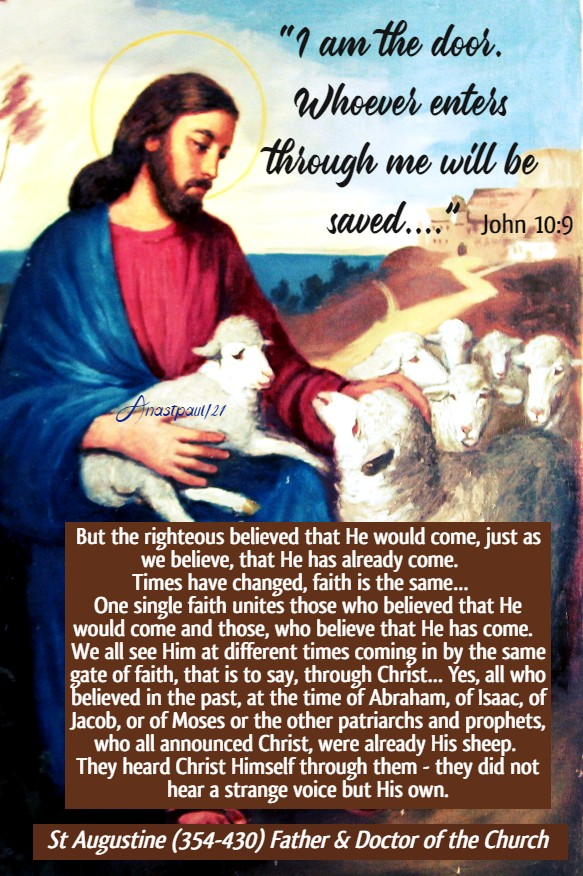 "I am the door.
Whoever enters
through me will be
saved...."
John 10:9
Anastpaul/21
But the righteous believed that He would come, just as
we believe, that He has already come.
Times have changed, faith is the same...
One single faith unites those who believed that He
would come and those, who believe that He has come.
We all see Him at different times coming in by the same
gate of faith, that is to say, through Christ... Yes, all who
believed in the past, at the time of Abraham, of Isaac, of
Jacob, or of Moses or the other patriarchs and prophets,
who all announced Christ, were already His sheep.
They heard Christ Himself through them - they did not
hear a strange voice but His own.
St Augustine (354-430) Father & Doctor of the Church